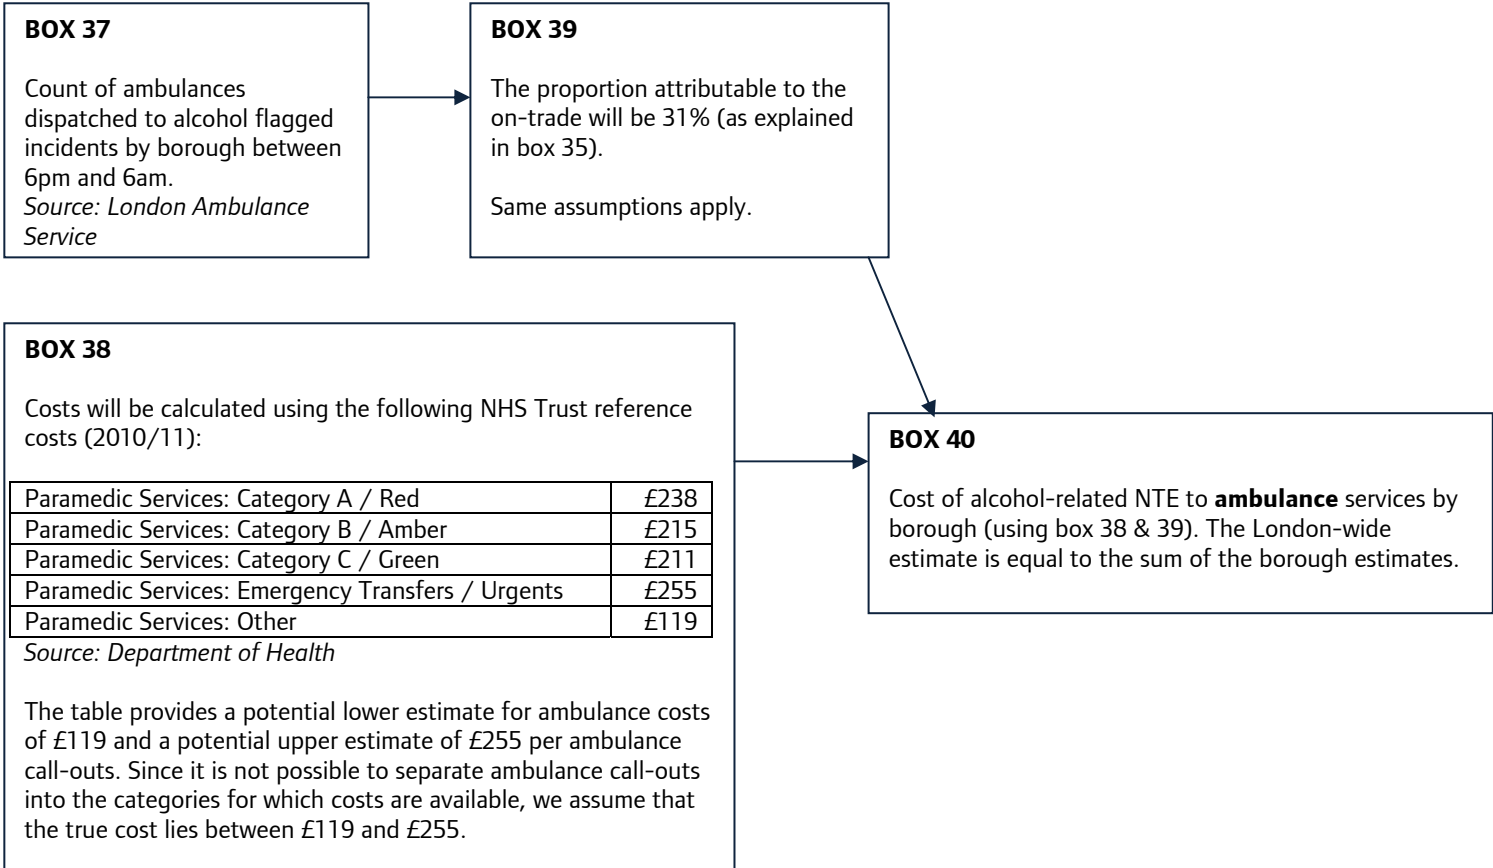 BOX 37
Count of ambulances
dispatched to alcohol flagged
incidents by borough between
6pm and 6am.
Source: London Ambulance
Service
BOX 39
The proportion attributable to the
on-trade will be 31% (as explained
in box 35).
Same assumptions apply.
BOX 38
Costs will be calculated using the following NHS Trust reference
costs (2010/11):
Paramedic Services: Category A / Red £238
Paramedic Services: Category B / Amber £215
Paramedic Services: Category C / Green £211
Paramedic Services: Emergency Transfers / Urgents £255
Paramedic Services: Other £119
Source: Department of Health
The table provides a potential lower estimate for ambulance costs
of £119 and a potential upper estimate of £255 per ambulance
call-outs. Since it is not possible to separate ambulance call-outs
into the categories for which costs are available, we assume that
the true cost lies between £119 and £255.
BOX 40
Cost of alcohol-related NTE to ambulance services by
borough (using box 38 & 39). The London-wide
estimate is equal to the sum of the borough estimates.